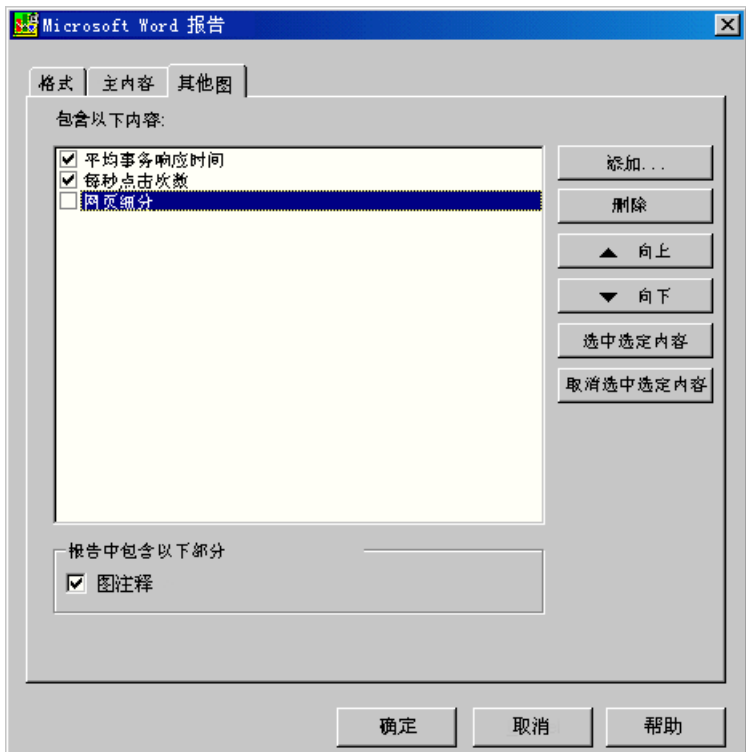 Microsoft Word 报告
格式 主内容 其他图
包含以下内容:
平均事务响应时间
每秒点击次数
网页细分
添加...
删除
向上
向下
选中选定内容
取消选中选定内容
报告中包含以下部分
图注释
确定 取消 帮助